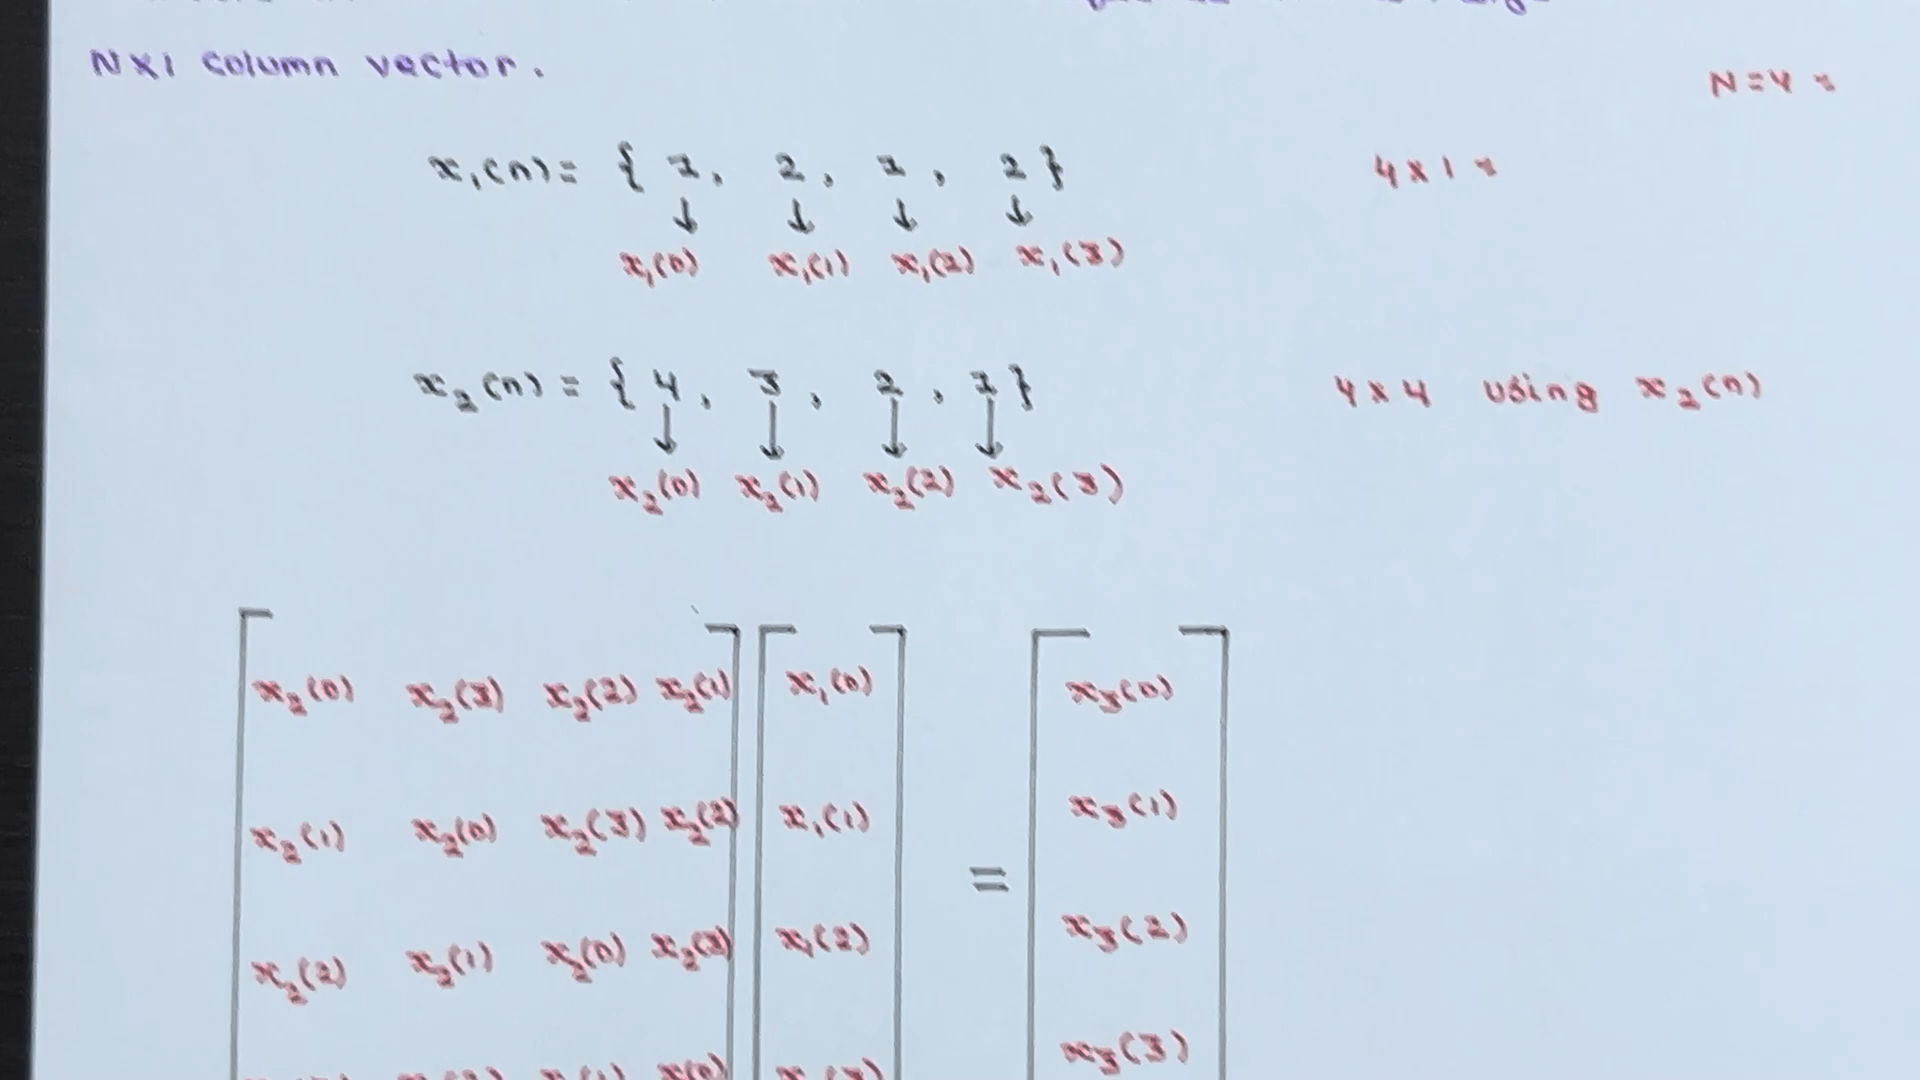 N×1 column vector.
N=4
x₁(n)= { 1, 2, 1, 2 }
4×1
↓ ↓ ↓ ↓
x₁(0) x₁(1) x₁(2) x₁(3)
x₂(n) = { 4, 3, 2, 1 }
4×4 using x₂(n)
↓ ↓ ↓ ↓
x₂(0) x₂(1) x₂(2) x₂(3)
x₂(0) x₂(3) x₂(2) x₂(1) x₁(0) x₃(0)
x₂(1) x₂(0) x₂(3) x₂(2) x₁(1) = x₃(1)
x₂(2) x₂(1) x₂(0) x₂(3) x₁(2) x₃(2)
x₃(3)